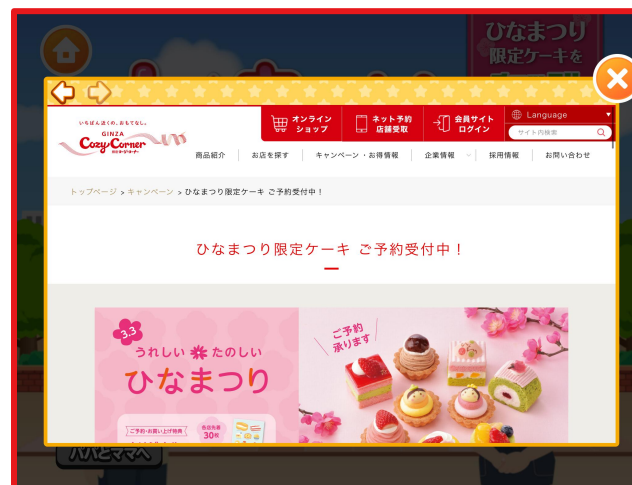 ひなまつり
限定ケーキを
いちばん近くの、おもてなし。
GINZA
Cozy Corner
オンライン
ショップ
ネット予約
店舗受取
会員サイト
ログイン
Language
サイト内検索
商品紹介
お店を探す
キャンペーン・お得情報
企業情報
採用情報
お問い合わせ
トップページ > キャンペーン > ひなまつり限定ケーキ ご予約受付中！
ひなまつり限定ケーキ ご予約受付中！
3.3
うれしい たのしい
ひなまつり
ご予約・お買い上げ特典
各店先着
30枚
ご予約
承ります
パパとママへ